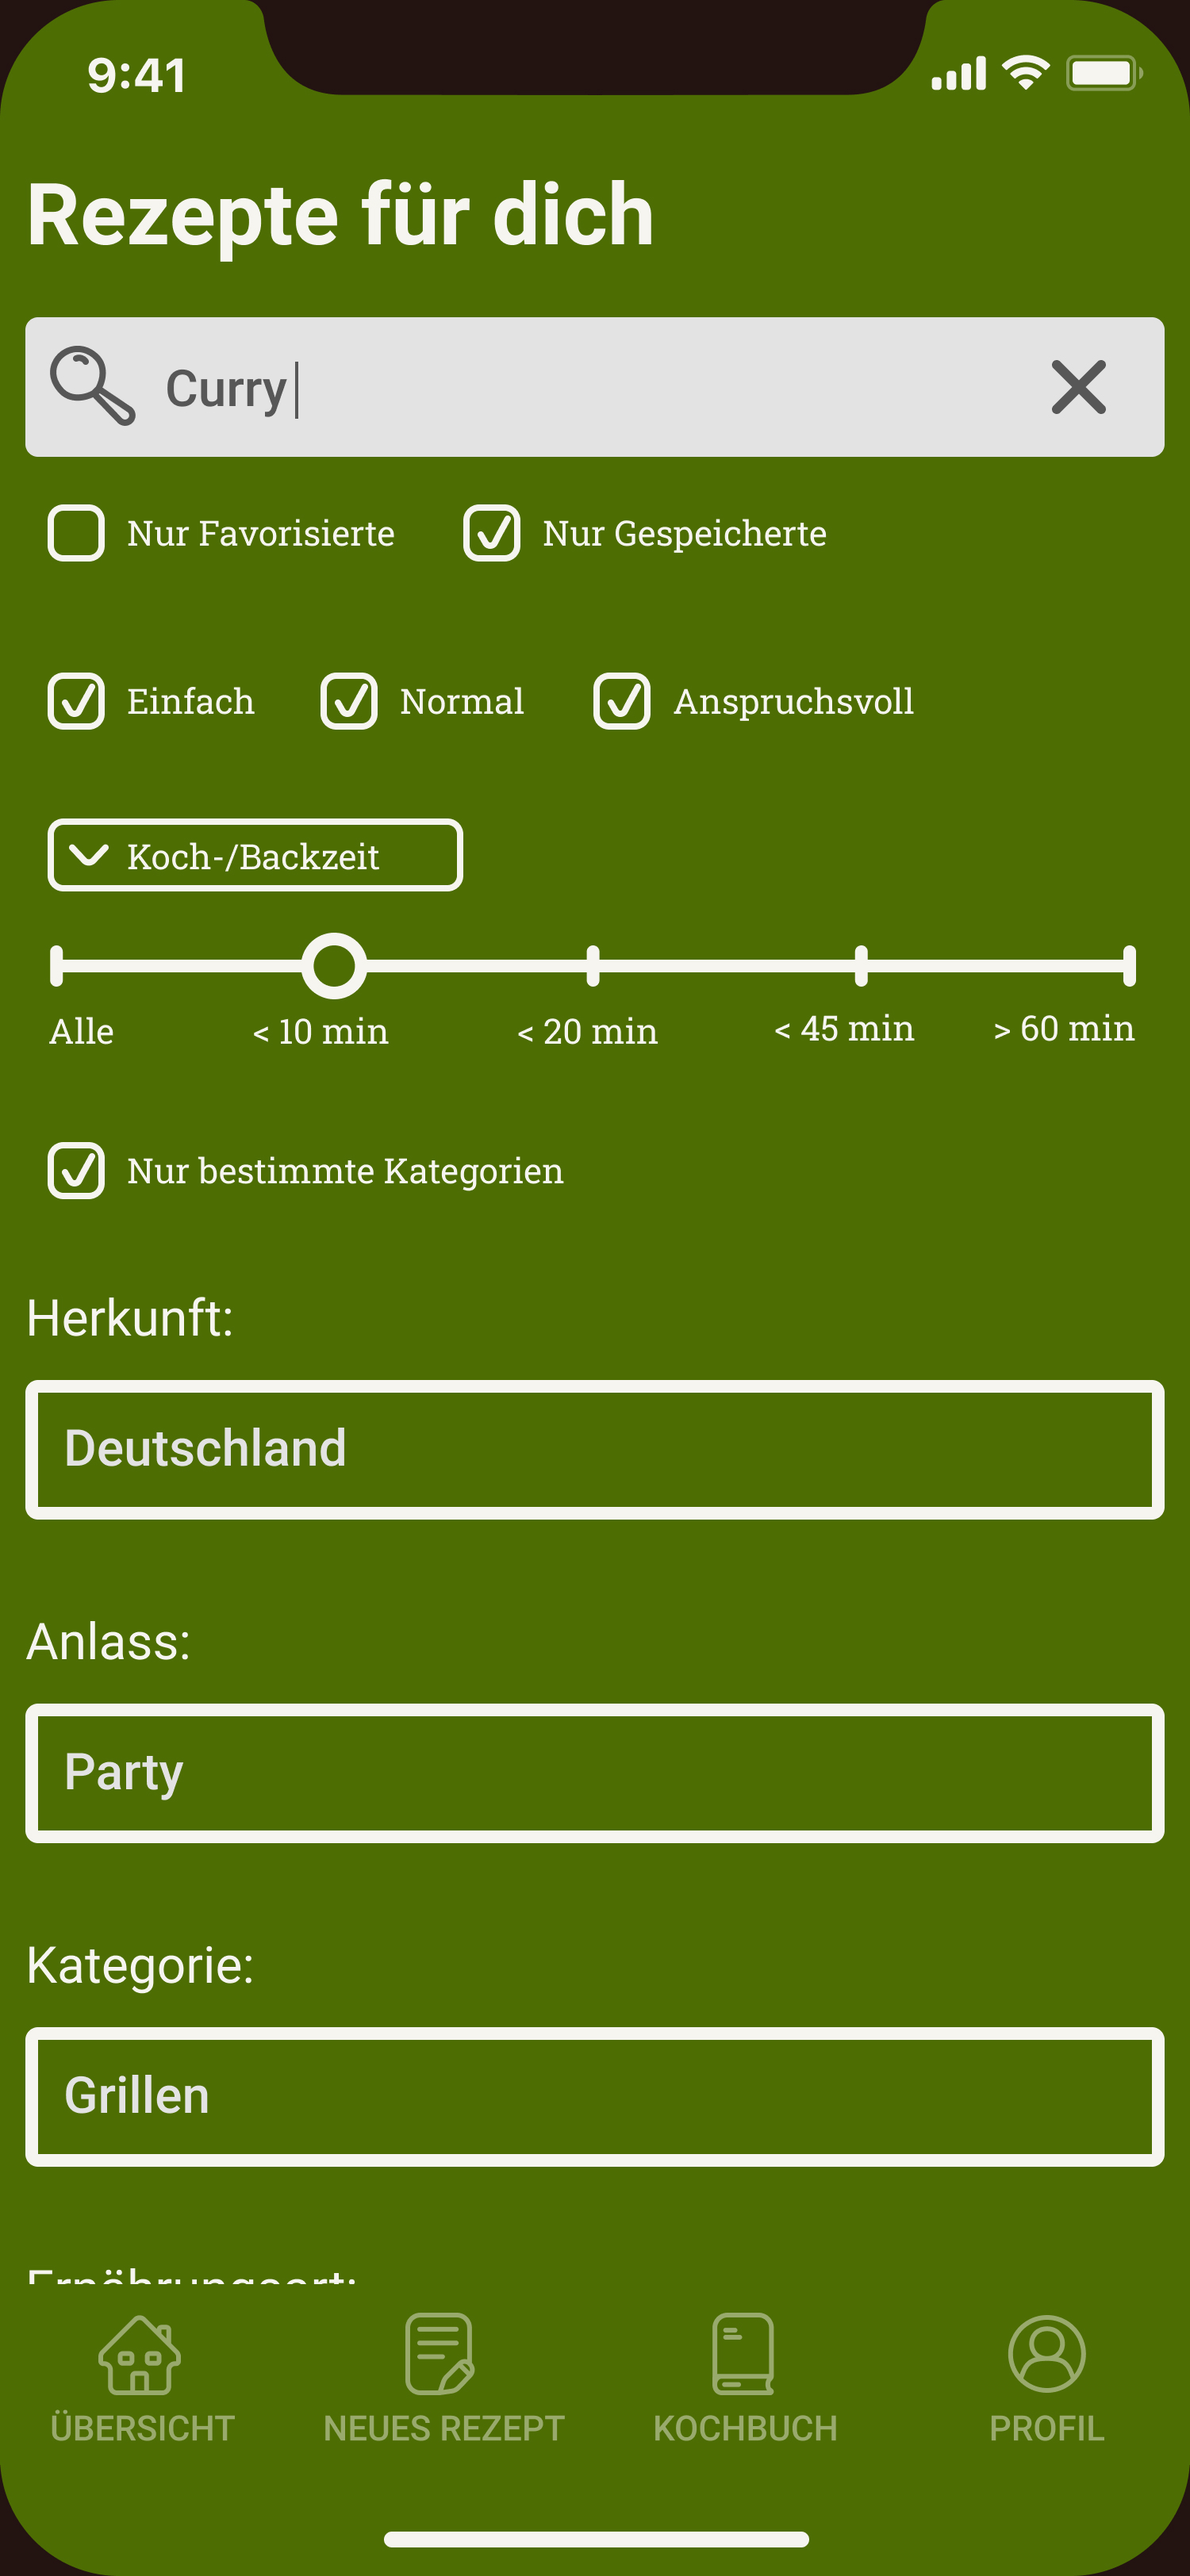 9:41
Rezepte für dich
Curry
Nur Favorisierte Nur Gespeicherte
Einfach Normal Anspruchsvoll
Koch-/Backzeit
Alle < 10 min < 20 min < 45 min > 60 min
Nur bestimmte Kategorien
Herkunft:
Deutschland
Anlass:
Party
Kategorie:
Grillen
Ernährungsart:
ÜBERSICHT NEUES REZEPT KOCHBUCH PROFIL